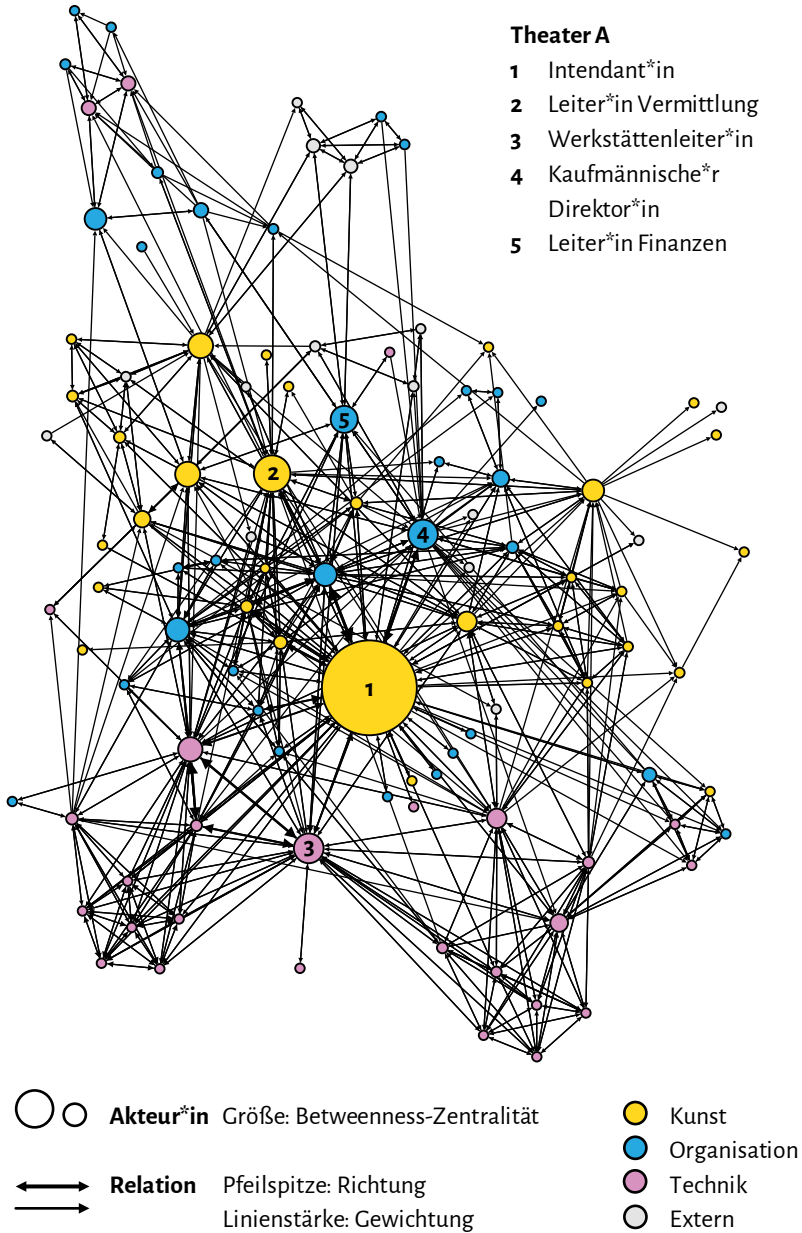 Theater A
1 Intendant*in
2 Leiter*in Vermittlung
3 Werkstättenleiter*in
4 Kaufmännische*r
Direktor*in
5 Leiter*in Finanzen
5
2
4
1
3
Akteur*in Größe: Betweenness-Zentralität
Relation Pfeilspitze: Richtung
Linienstärke: Gewichtung
Kunst
Organisation
Technik
Extern